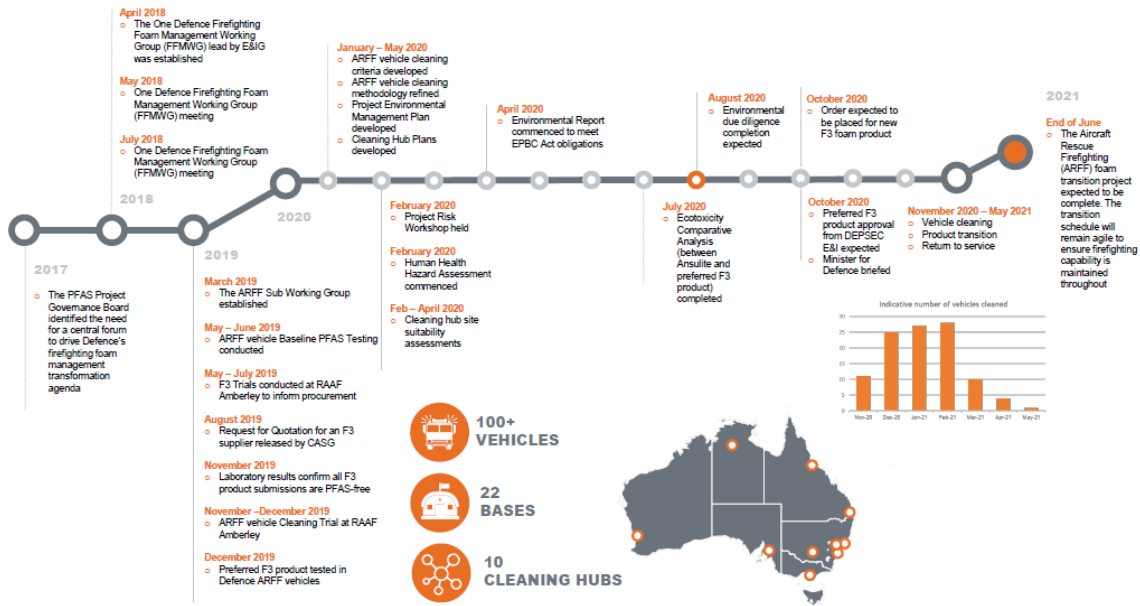 April 2018
o The One Defence Firefighting
Foam Management Working
Group (FFMWG) lead by E&IG
was established
May 2018
o One Defence Firefighting Foam
Management Working Group
(FFMWG) meeting
July 2018
o One Defence Firefighting Foam
Management Working Group
(FFMWG) meeting
2018
2017
o The PFAS Project
Governance Board
identified the need
for a central forum
to drive Defence's
firefighting foam
management
transformation
agenda
2019
March 2019
o The ARFF Sub Working Group
established
May – June 2019
o ARFF vehicle Baseline PFAS Testing
conducted
May – July 2019
o F3 Trials conducted at RAAF
Amberley to inform procurement
August 2019
o Request for Quotation for an F3
supplier released by CASG
November 2019
o Laboratory results confirm all F3
product submissions are PFAS-free
November –December 2019
o ARFF vehicle Cleaning Trial at RAAF
Amberley
December 2019
o Preferred F3 product tested in
Defence ARFF vehicles
2020
January – May 2020
o ARFF vehicle cleaning
criteria developed
o ARFF vehicle cleaning
methodology refined
o Project Environmental
Management Plan
developed
o Cleaning Hub Plans
developed
February 2020
o Project Risk
Workshop held
February 2020
o Human Health
Hazard Assessment
commenced
Feb – April 2020
o Cleaning hub site
suitability
assessments
April 2020
o Environmental Report
commenced to meet
EPBC Act obligations
July 2020
o Ecotoxicity
Comparative
Analysis
(between
Ansulite and
preferred F3
product)
completed
August 2020
o Environmental
due diligence
completion
expected
October 2020
o Order expected to
be placed for new
F3 foam product
October 2020
o Preferred F3
product approval
from DEPSEC
E&I expected
o Minister for
Defence briefed
November 2020 – May 2021
o Vehicle cleaning
o Product transition
o Return to service
2021
End of June
o The Aircraft
Rescue
Firefighting
(ARFF) foam
transition project
expected to be
complete. The
transition
schedule will
remain agile to
ensure firefighting
capability is
maintained
throughout
Indicative number of vehicles cleaned
30
25
20
15
10
5
0
Nov-20 Dec-20 Jan-21 Feb-21 Mar-21 Apr-21 May-21
100+
VEHICLES
22
BASES
10
CLEANING HUBS